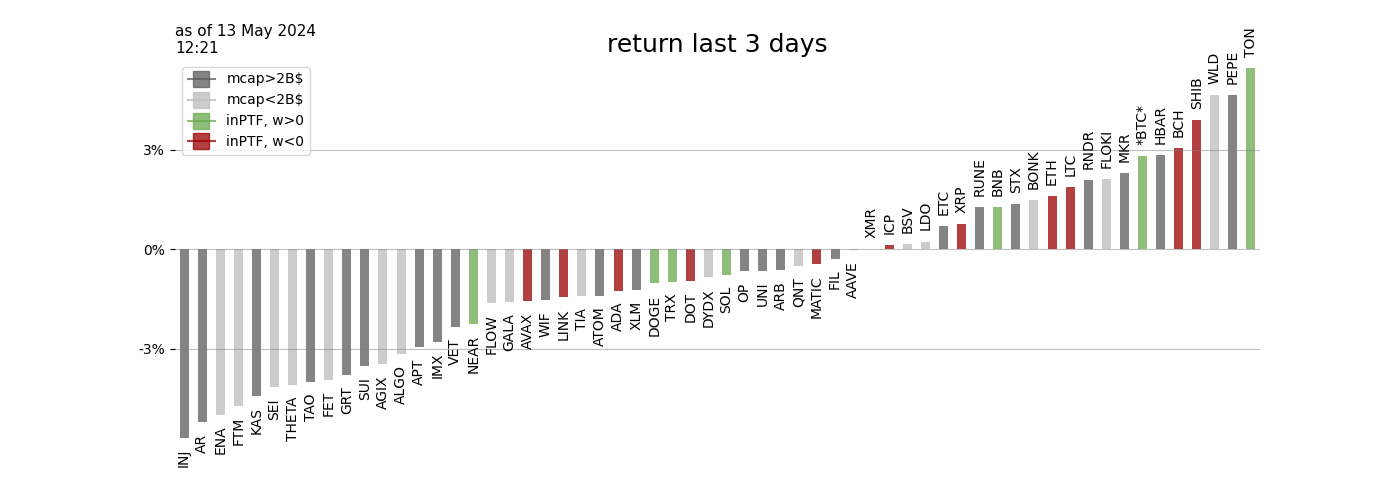 as of 13 May 2024
12:21
return last 3 days
mcap>2B$
mcap<2B$
inPTF, w>0
inPTF, w<0
3%
0%
-3%
INJ
AR
ENA
FTM
KAS
SEI
THETA
TAO
FET
GRT
SUI
AGIX
ALGO
APT
IMX
VET
NEAR
FLOW
GALA
AVAX
WIF
LINK
TIA
ATOM
ADA
XLM
DOGE
TRX
DOT
DYDX
SOL
OP
UNI
ARB
QNT
MATIC
FIL
AAVE
XMR
ICP
BSV
LDO
ETC
XRP
RUNE
BNB
STX
BONK
ETH
LTC
RNDR
FLOKI
MKR
*BTC*
HBAR
BCH
SHIB
WLD
PEPE
TON